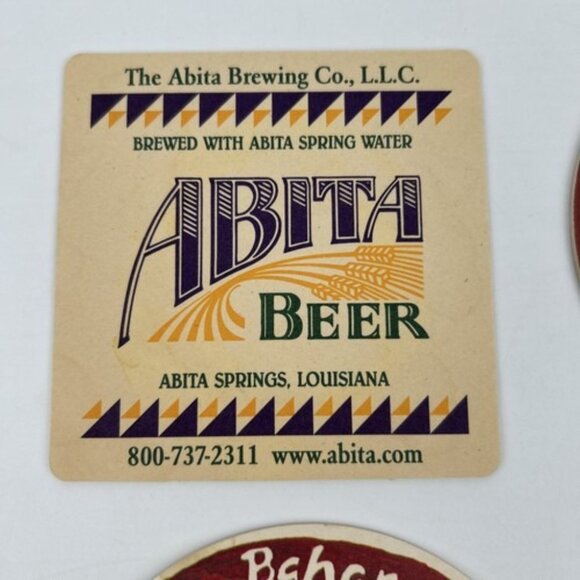 The Abita Brewing Co., L.L.C.
BREWED WITH ABITA SPRING WATER
ABITA
BEER
ABITA SPRINGS, LOUISIANA
800-737-2311 www.abita.com